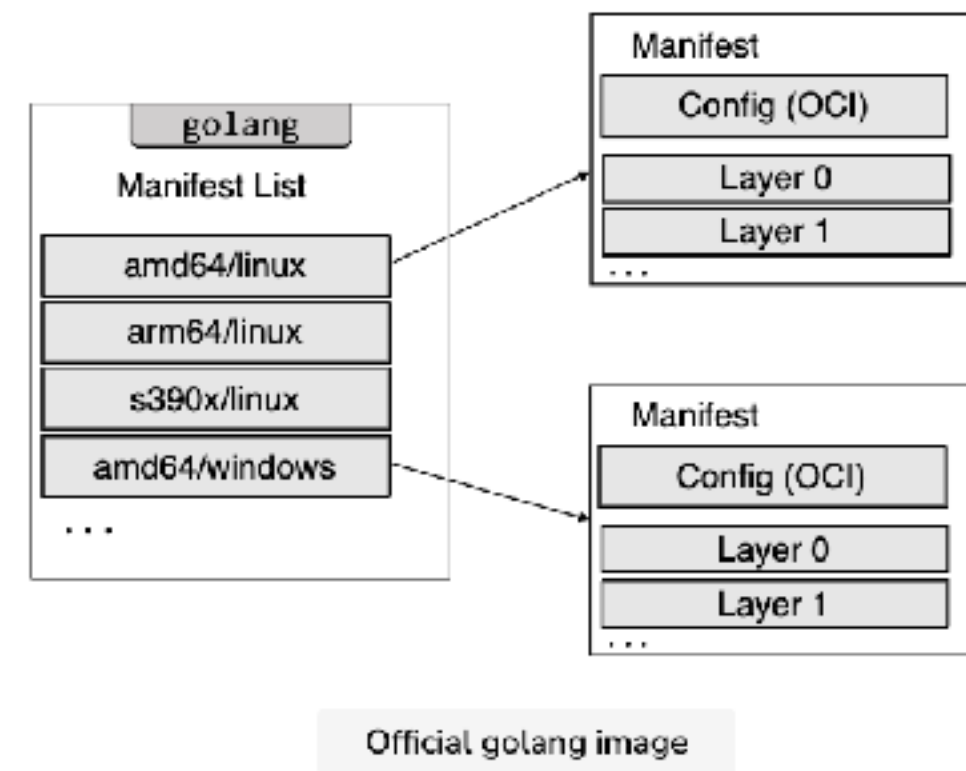 golang
Manifest List
amd64/linux
arm64/linux
s390x/linux
amd64/windows
...
Manifest
Config (OCI)
Layer 0
Layer 1
...
Manifest
Config (OCI)
Layer 0
Layer 1
...
Official golang image